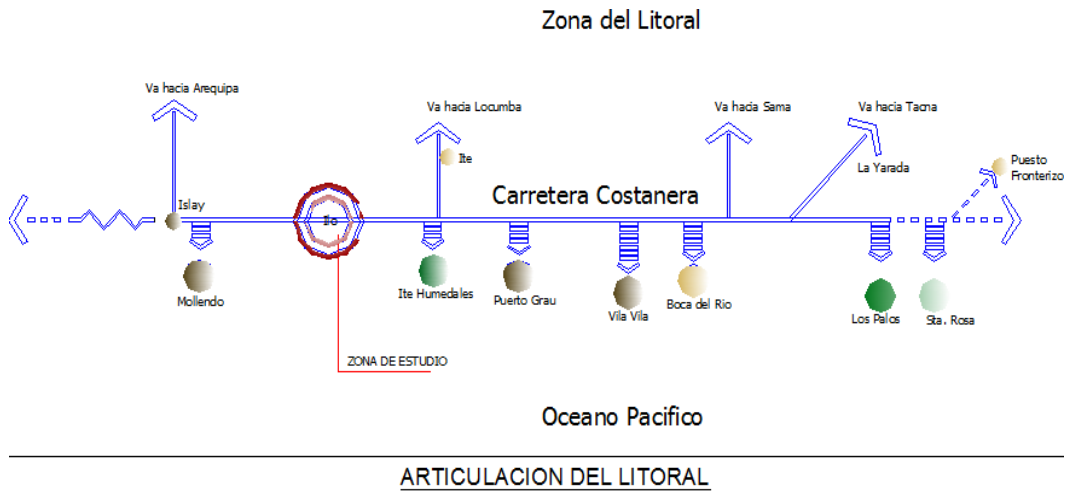 Zona del Litoral
Va hacia Arequipa
Va hacia Locumba
Va hacia Sama
Va hacia Tacna
Ite
La Yarada
Puesto
Fronterizo
Carretera Costanera
Islay
Ilo
Mollendo
Ite Humedales
Puerto Grau
Vila Vila
Boca del Rio
Los Palos
Sta. Rosa
ZONA DE ESTUDIO
Oceano Pacifico
ARTICULACION DEL LITORAL